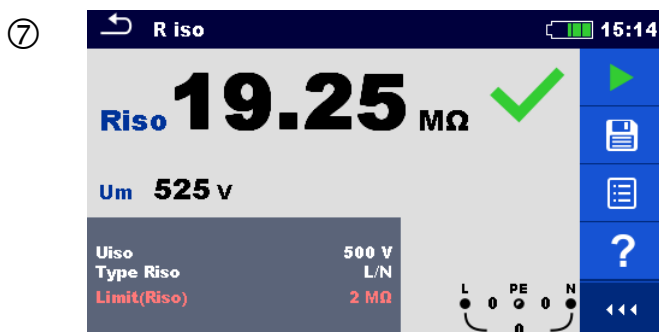 ⑦
R iso 15:14
Riso 19.25 MΩ
Um 525 V
Uiso 500 V
Type Riso L/N
Limit(Riso) 2 MΩ
?
L PE N
0 0
0